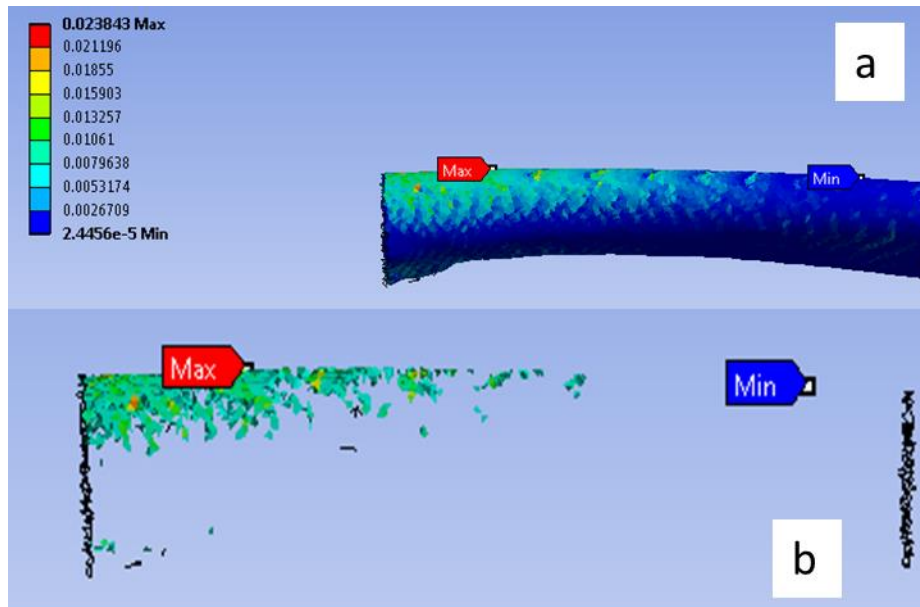 0.023843 Max
0.021196
0.01855
0.015903
0.013257
0.01061
0.0079638
0.0053174
0.0026709
2.4456e-5 Min
a
Max
Min
Max
Min
b